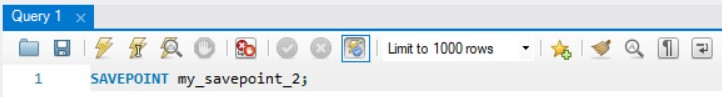 Query 1
Limit to 1000 rows
1 SAVEPOINT my_savepoint_2;